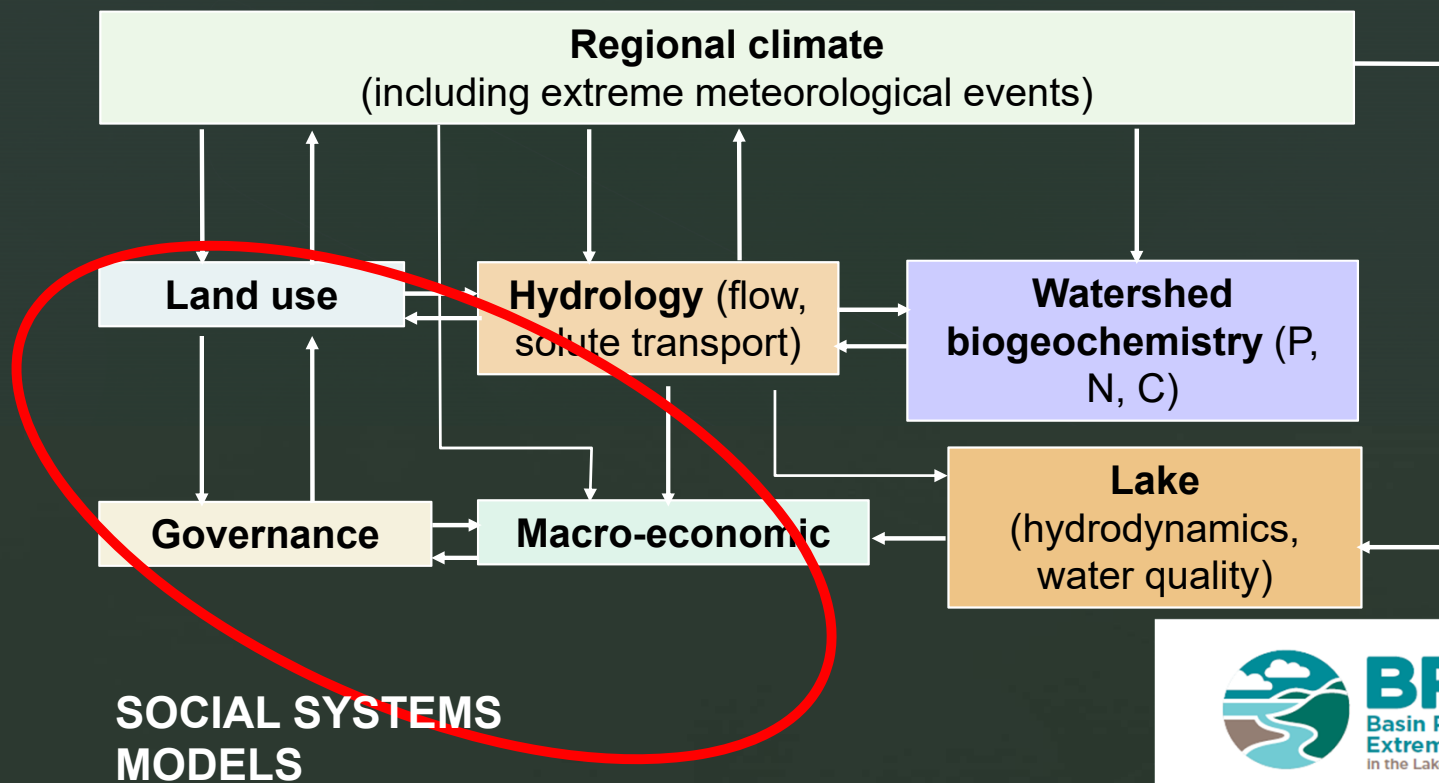 Regional climate
(including extreme meteorological events)
Land use
Hydrology (flow,
solute transport)
Watershed
biogeochemistry (P,
N, C)
Governance
Macro-economic
Lake
(hydrodynamics,
water quality)
SOCIAL SYSTEMS
MODELS
Basin
Extrem
in the Lak